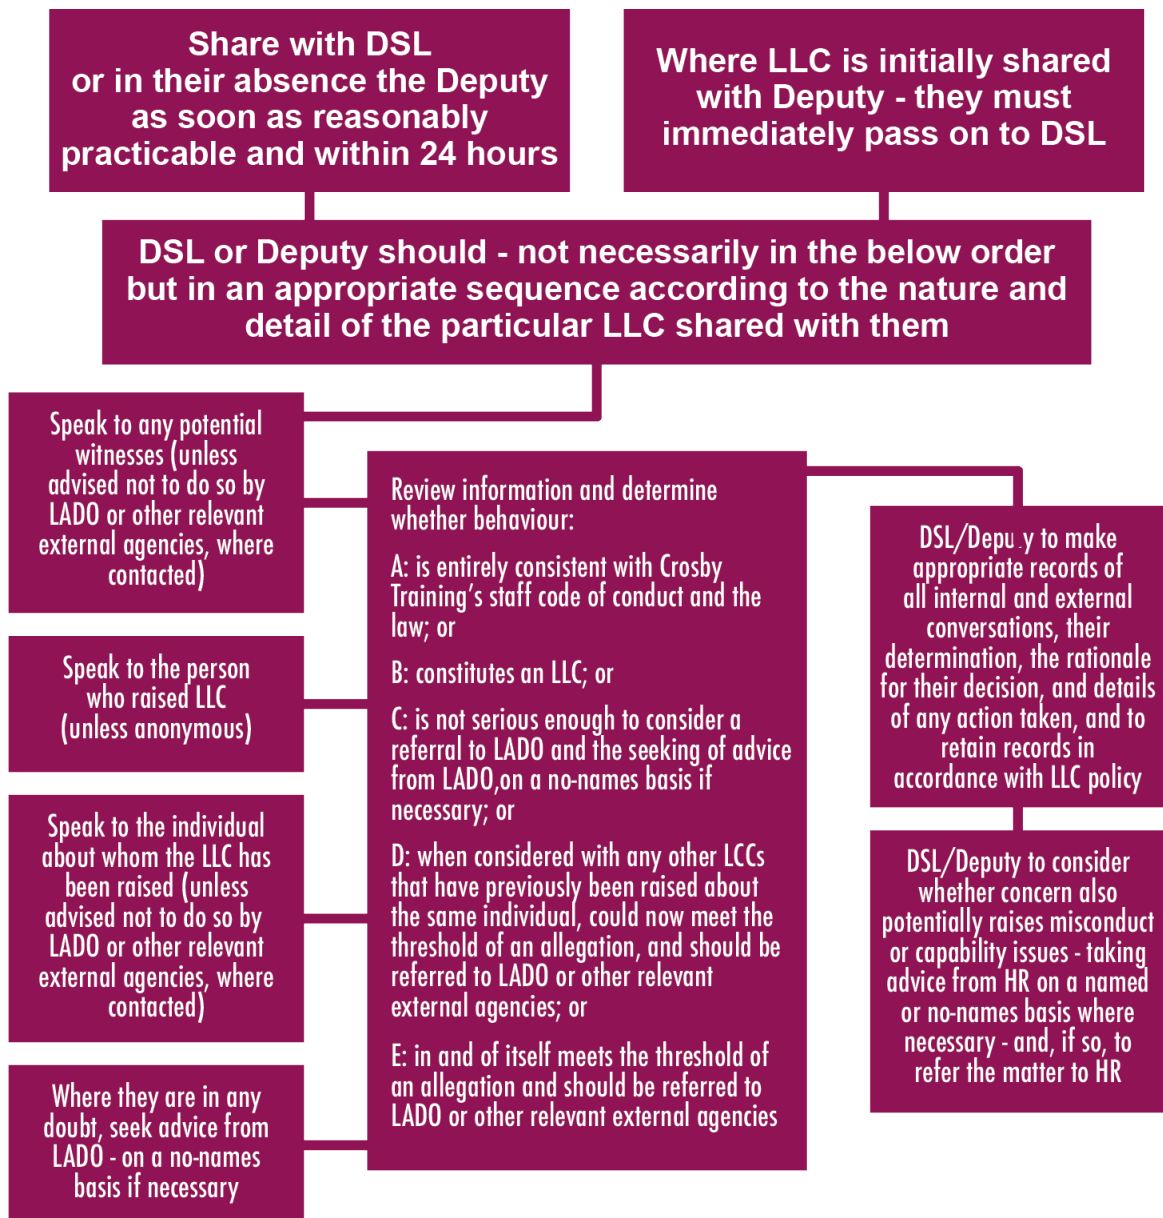 Share with DSL
or in their absence the Deputy
as soon as reasonably
practicable and within 24 hours
Where LLC is initially shared
with Deputy - they must
immediately pass on to DSL
DSL or Deputy should - not necessarily in the below order
but in an appropriate sequence according to the nature and
detail of the particular LLC shared with them
Speak to any potential
witnesses (unless
advised not to do so by
LADO or other relevant
external agencies, where
contacted)
Speak to the person
who raised LLC
(unless anonymous)
Speak to the individual
about whom the LLC has
been raised (unless
advised not to do so by
LADO or other relevant
external agencies, where
contacted)
Where they are in any
doubt, seek advice from
LADO - on a no-names
basis if necessary
Review information and determine
whether behaviour:
A: is entirely consistent with Crosby
Training's staff code of conduct and the
law; or
B: constitutes an LLC; or
C: is not serious enough to consider a
referral to LADO and the seeking of advice
from LADO,on a no-names basis if
necessary; or
D: when considered with any other LCCs
that have previously been raised about
the same individual, could now meet the
threshold of an allegation, and should be
referred to LADO or other relevant
external agencies; or
E: in and of itself meets the threshold of
an allegation and should be referred to
LADO or other relevant external agencies
DSL/Deputy to make
appropriate records of
all internal and external
conversations, their
determination, the rationale
for their decision, and details
of any action taken, and to
retain records in
accordance with LLC policy
DSL/Deputy to consider
whether concern also
potentially raises misconduct
or capability issues - taking
advice from HR on a named
or no-names basis where
necessary - and, if so, to
refer the matter to HR